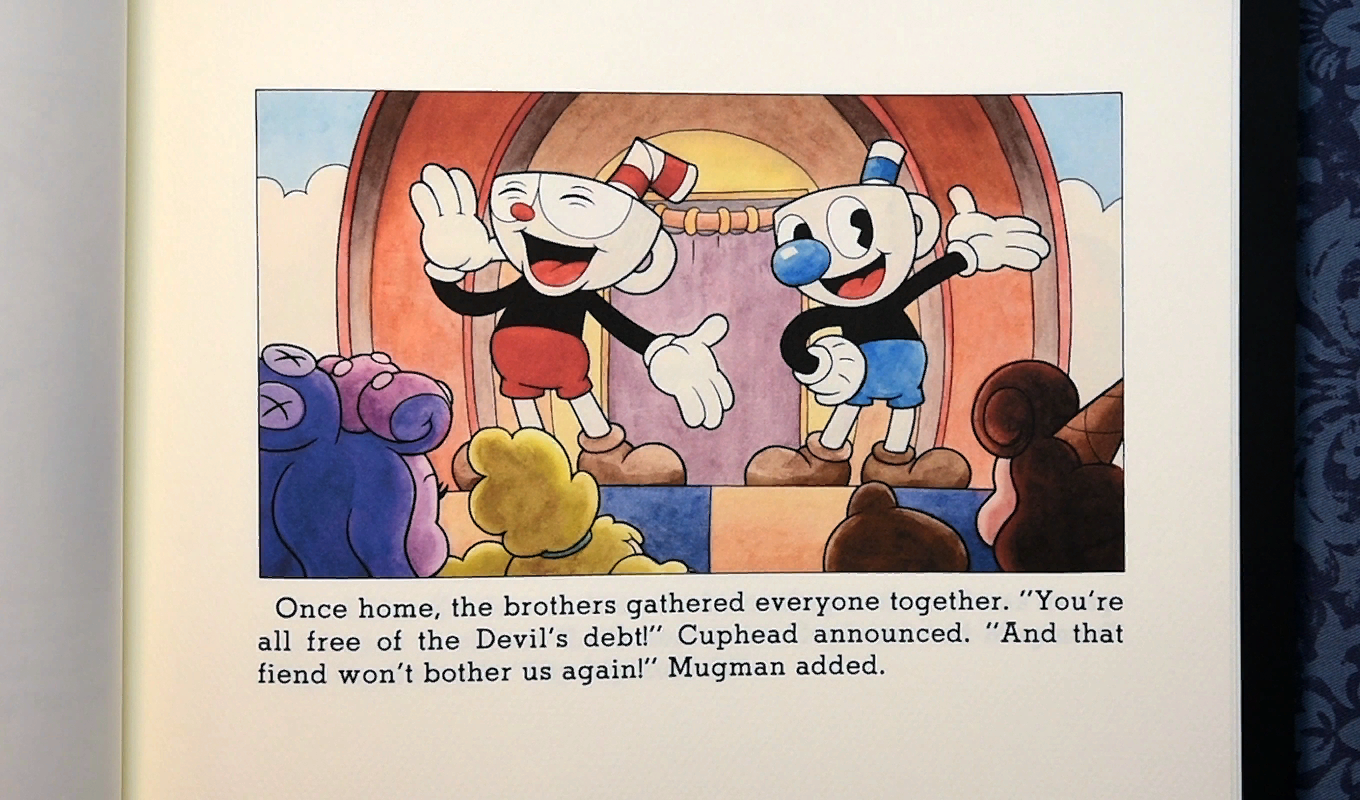 Once home, the brothers gathered everyone together. "You're
all free of the Devil's debt!" Cuphead announced. "And that
fiend won't bother us again!" Mugman added.